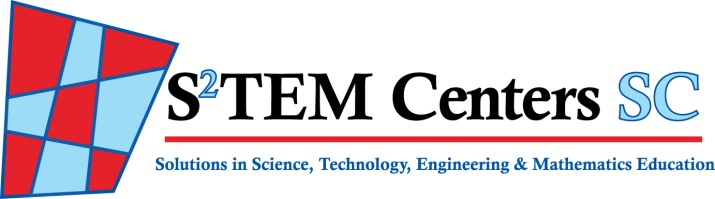 S²TEM Centers SC
Solutions in Science, Technology, Engineering & Mathematics Education